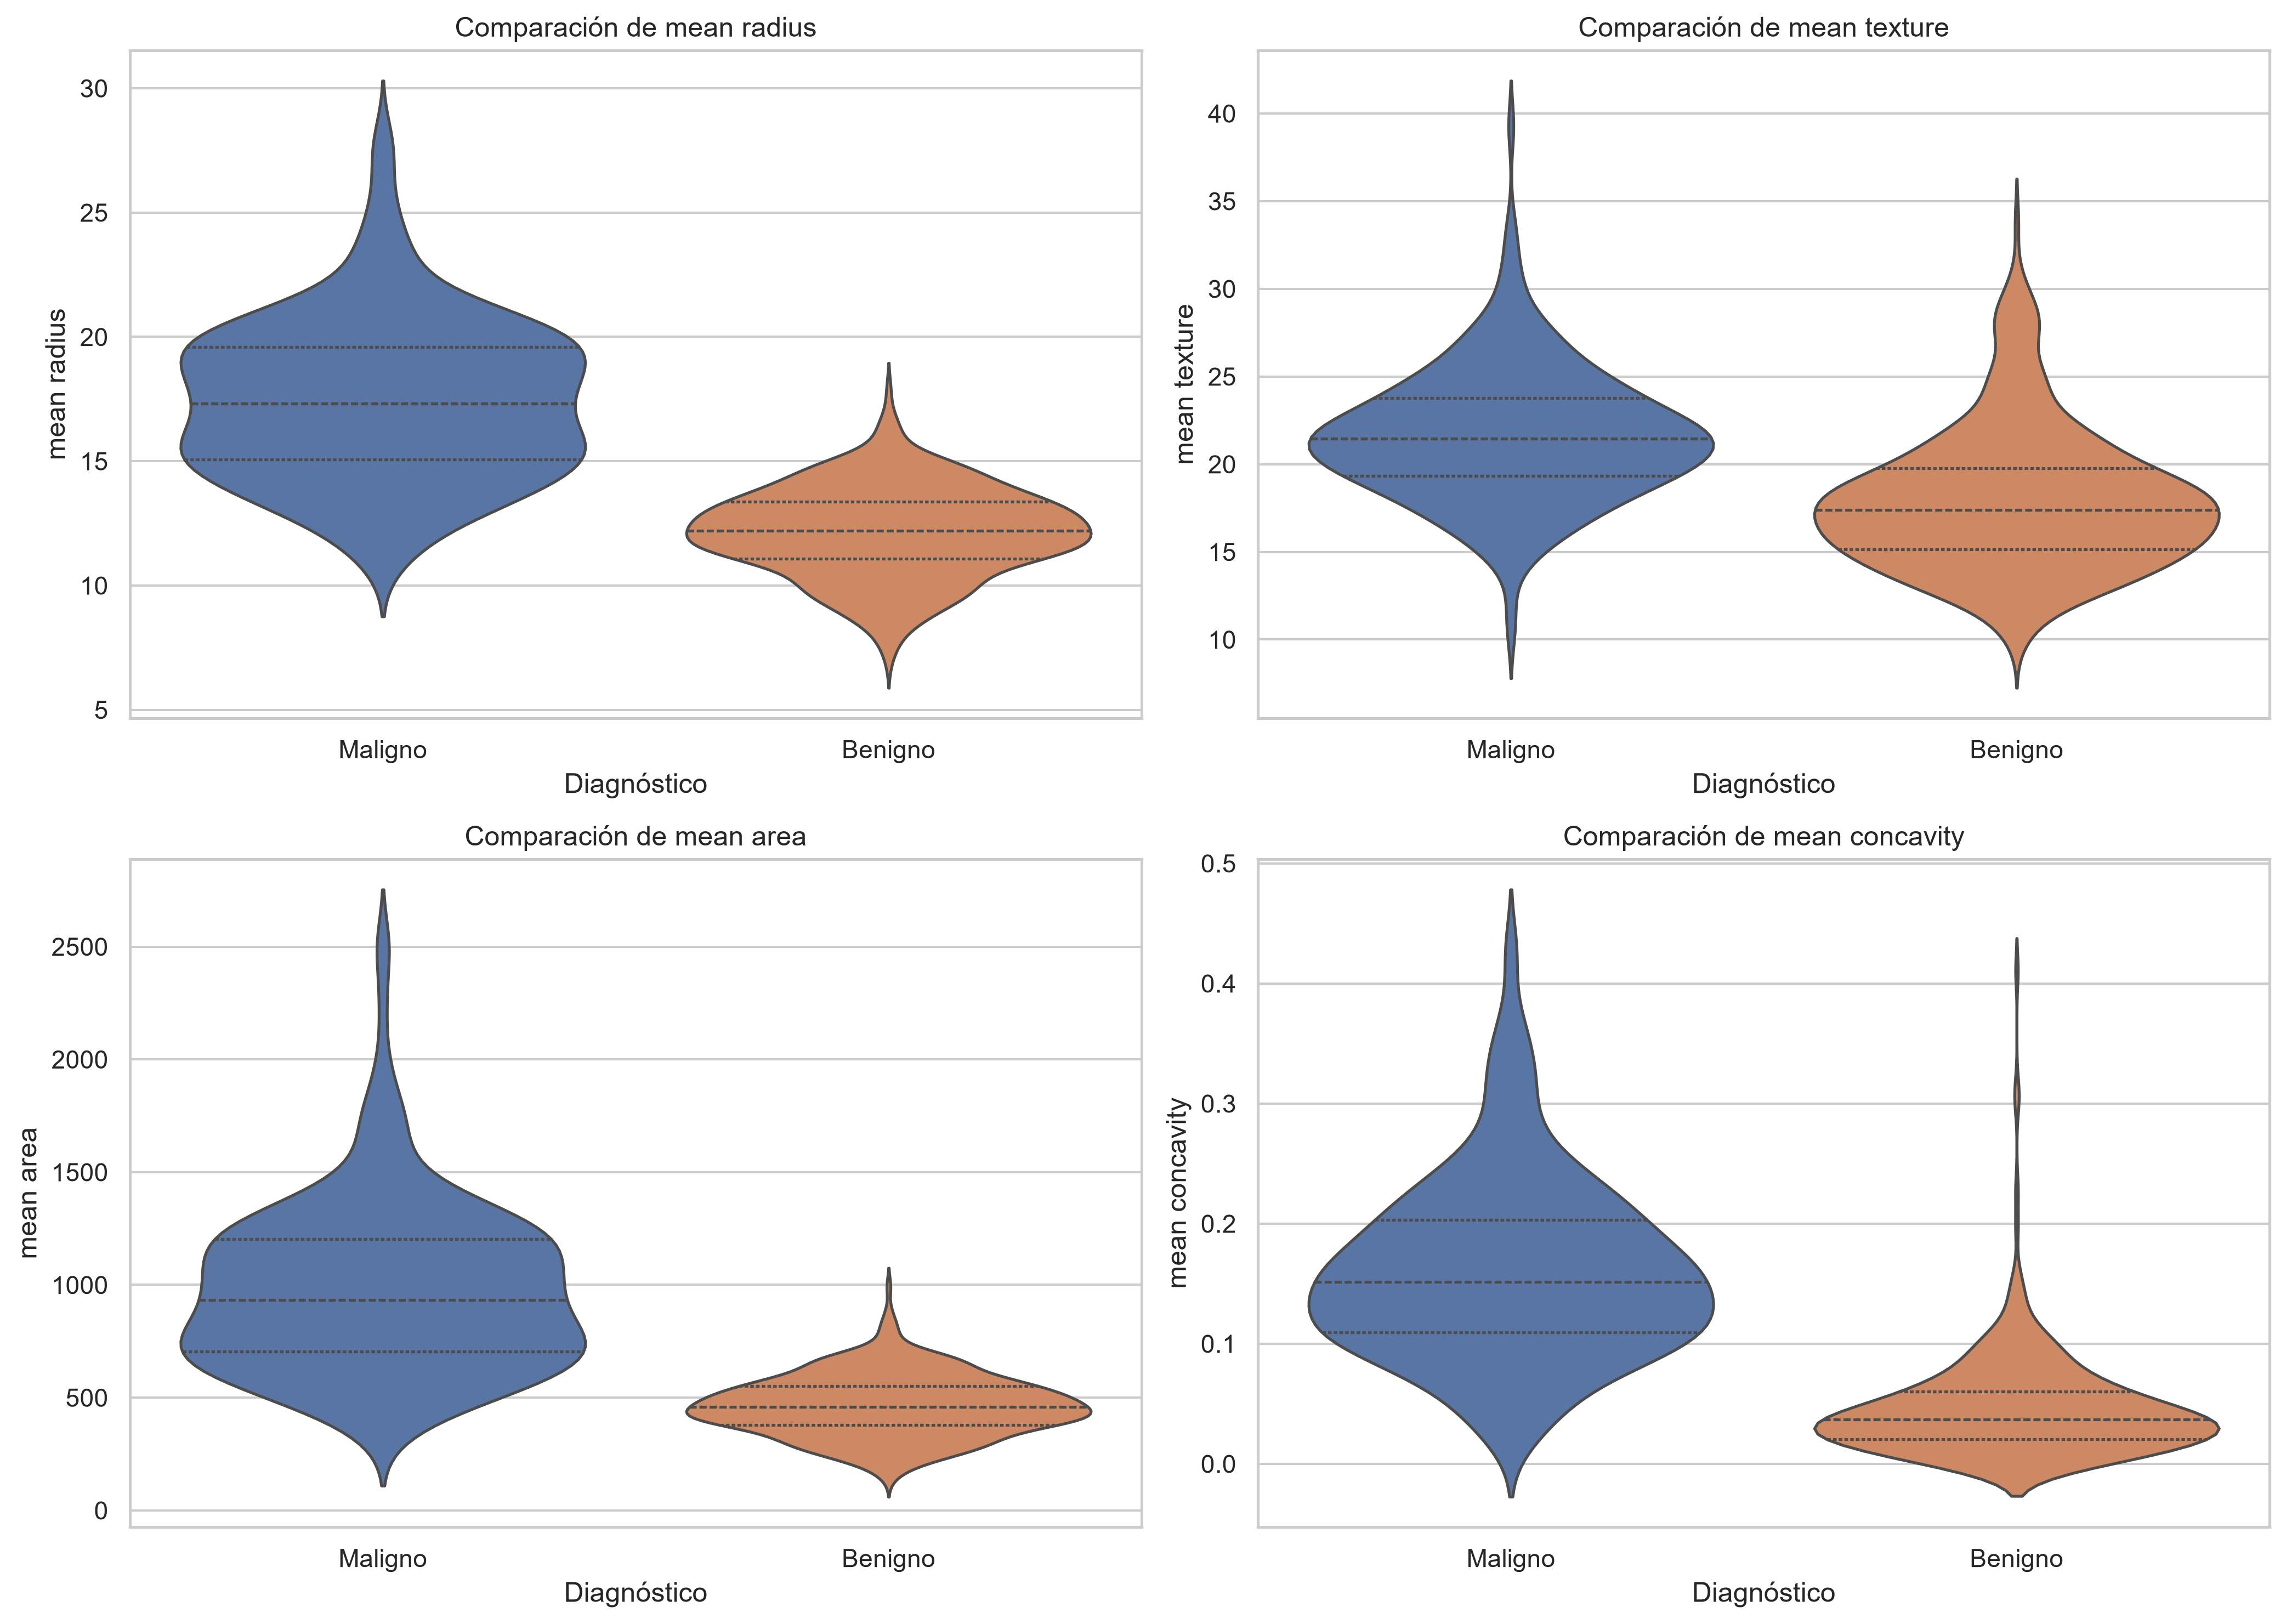 Comparación de mean radius
mean radius
30
25
20
15
10
5
Maligno
Benigno
Diagnóstico
Comparación de mean texture
mean texture
40
35
30
25
20
15
10
Maligno
Benigno
Diagnóstico
Comparación de mean area
mean area
2500
2000
1500
1000
500
0
Maligno
Benigno
Diagnóstico
Comparación de mean concavity
mean concavity
0.5
0.4
0.3
0.2
0.1
0.0
Maligno
Benigno
Diagnóstico